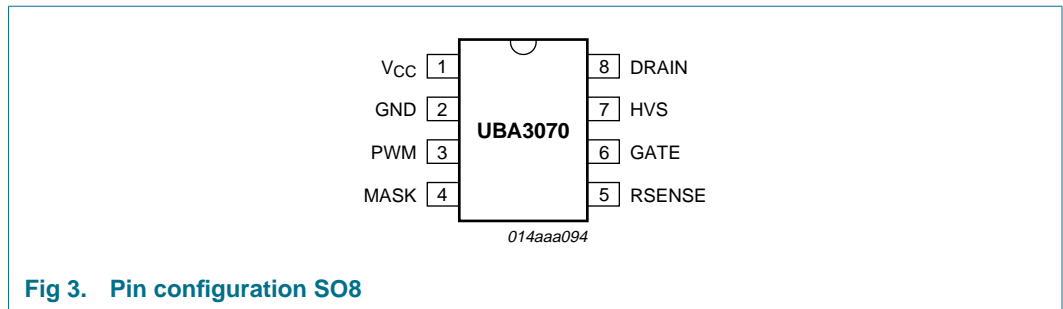 VCC 1 8 DRAIN
GND 2 7 HVS
UBA3070
PWM 3 6 GATE
MASK 4 5 RSENSE
014aaa094
Fig 3. Pin configuration SO8